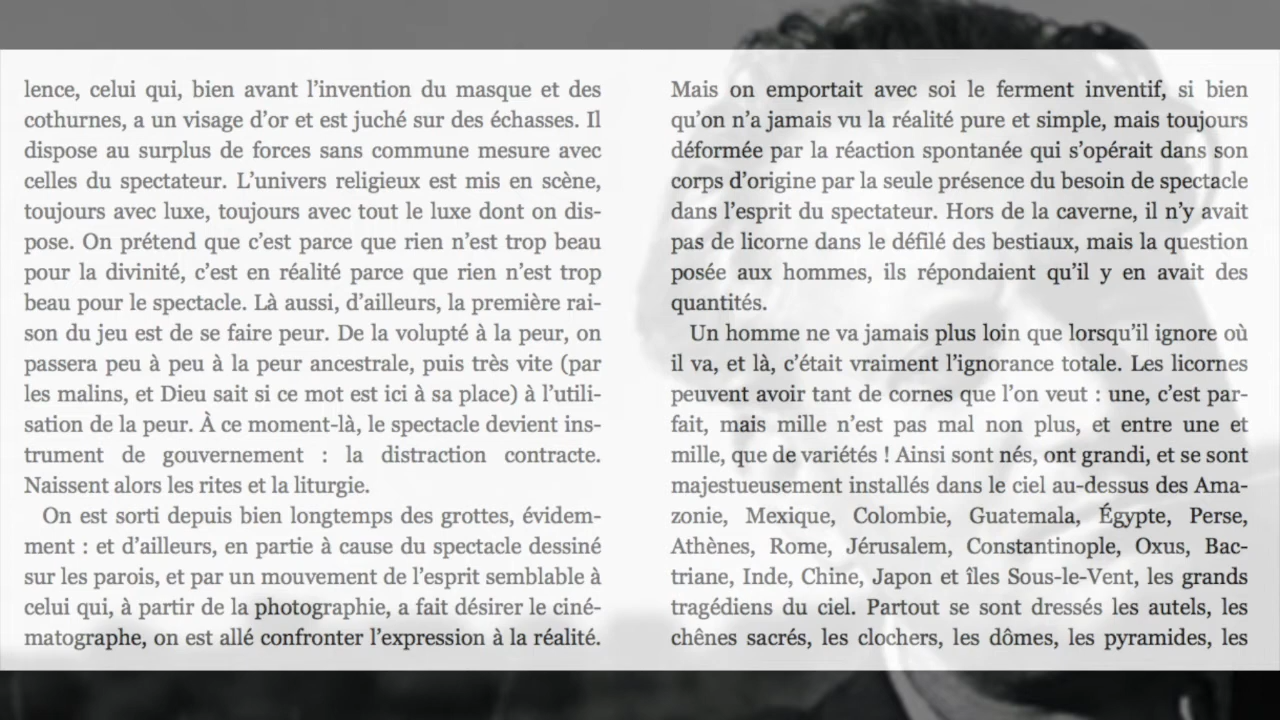 lence, celui qui, bien avant l’invention du masque et des
cothurnes, a un visage d’or et est juché sur des échasses. Il
dispose au surplus de forces sans commune mesure avec
celles du spectateur. L’univers religieux est mis en scène,
toujours avec luxe, toujours avec tout le luxe dont on dis-
pose. On prétend que c’est parce que rien n’est trop beau
pour la divinité, c’est en réalité parce que rien n’est trop
beau pour le spectacle. Là aussi, d’ailleurs, la première rai-
son du jeu est de se faire peur. De la volupté à la peur, on
passera peu à peu à la peur ancestrale, puis très vite (par
les malins, et Dieu sait si ce mot est ici à sa place) à l’utili-
sation de la peur. À ce moment-là, le spectacle devient ins-
trument de gouvernement : la distraction contracte.
Naissent alors les rites et la liturgie.
On est sorti depuis bien longtemps des grottes, évidem-
ment : et d’ailleurs, en partie à cause du spectacle dessiné
sur les parois, et par un mouvement de l’esprit semblable à
celui qui, à partir de la photographie, a fait désirer le ciné-
matographe, on est allé confronter l’expression à la réalité.
Mais on emportait avec soi le ferment inventif, si bien
qu’on n’a jamais vu la réalité pure et simple, mais toujours
déformée par la réaction spontanée qui s’opérait dans son
corps d’origine par la seule présence du besoin de spectacle
dans l’esprit du spectateur. Hors de la caverne, il n’y avait
pas de licorne dans le défilé des bestiaux, mais la question
posée aux hommes, ils répondaient qu’il y en avait des
quantités.
Un homme ne va jamais plus loin que lorsqu’il ignore où
il va, et là, c’était vraiment l’ignorance totale. Les licornes
peuvent avoir tant de cornes que l’on veut : une, c’est par-
fait, mais mille n’est pas mal non plus, et entre une et
mille, que de variétés ! Ainsi sont nés, ont grandi, et se sont
majestueusement installés dans le ciel au-dessus des Ama-
zonie, Mexique, Colombie, Guatemala, Égypte, Perse,
Athènes, Rome, Jérusalem, Constantinople, Oxus, Bac-
triane, Inde, Chine, Japon et îles Sous-le-Vent, les grands
tragédiens du ciel. Partout se sont dressés les autels, les
chênes sacrés, les clochers, les dômes, les pyramides, les